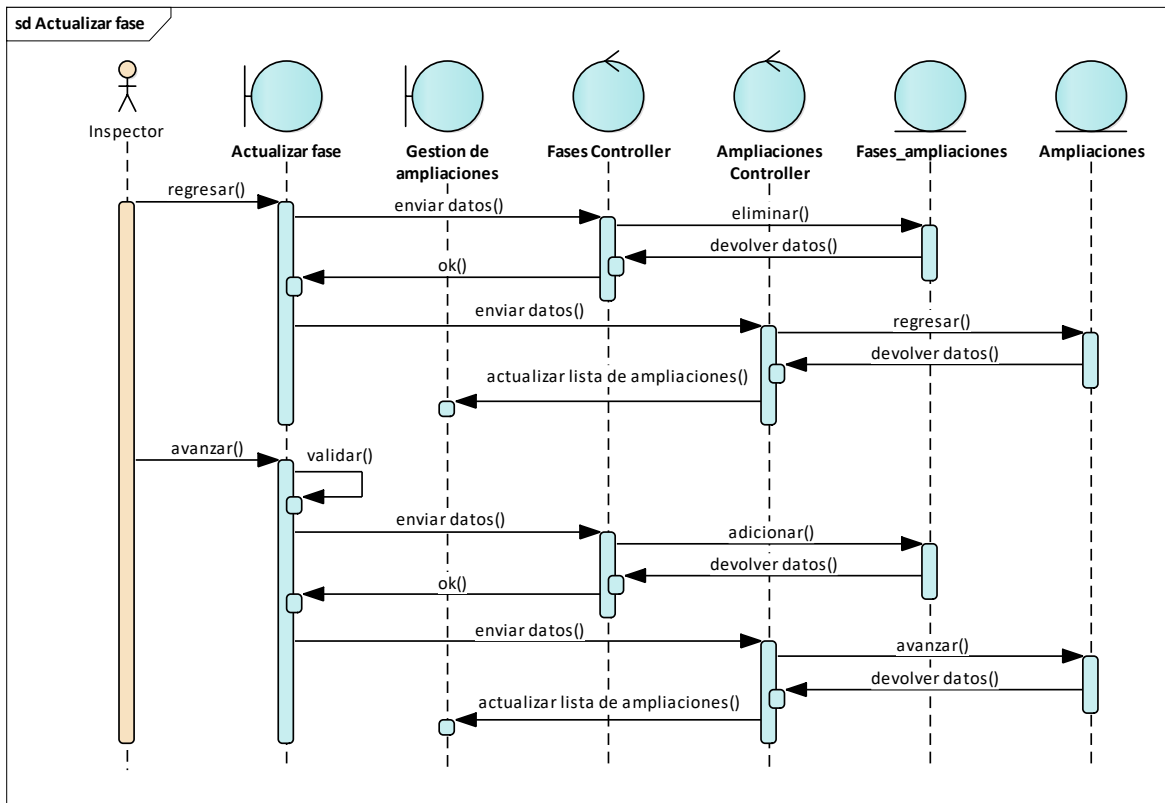 sd Actualizar fase
Inspector
Actualizar fase
Gestion de
ampliaciones
Fases Controller
Ampliaciones
Controller
Fases_ampliaciones
Ampliaciones
regresar()
enviar datos()
eliminar()
devolver datos()
ok()
enviar datos()
regresar()
devolver datos()
actualizar lista de ampliaciones()
avanzar()
validar()
enviar datos()
adicionar()
devolver datos()
ok()
enviar datos()
avanzar()
devolver datos()
actualizar lista de ampliaciones()